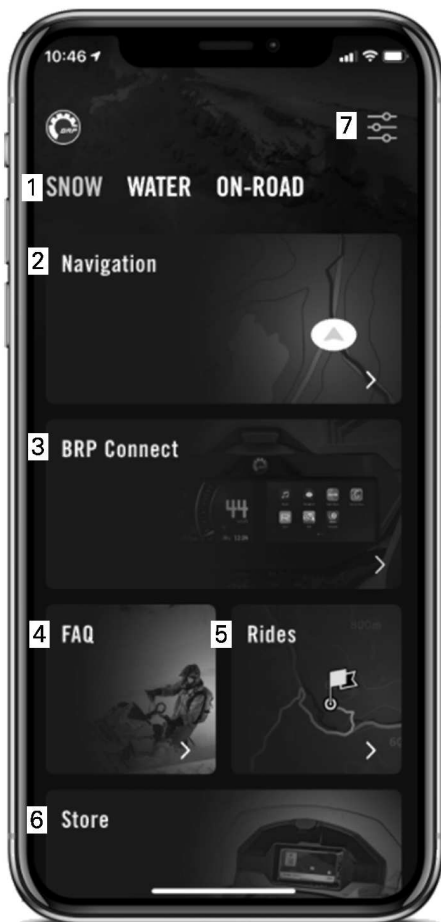 10:46
BRP
7
1 SNOW WATER ON-ROAD
2 Navigation
3 BRP Connect
44
4 FAQ
5 Rides
6 Store